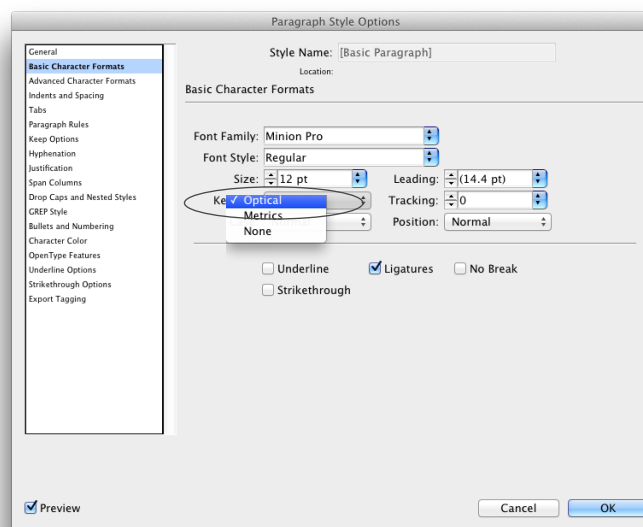 Paragraph Style Options
General
Basic Character Formats
Advanced Character Formats
Indents and Spacing
Tabs
Paragraph Rules
Keep Options
Hyphenation
Justification
Span Columns
Drop Caps and Nested Styles
GREP Style
Bullets and Numbering
Character Color
OpenType Features
Underline Options
Strikethrough Options
Export Tagging
Style Name: [Basic Paragraph]
Location:
Basic Character Formats
Font Family: Minion Pro
Font Style: Regular
Size: 12 pt Leading: (14.4 pt)
Ke Optical Tracking: 0
Metrics Position: Normal
None
Underline Ligatures No Break
Strikethrough
Preview Cancel OK